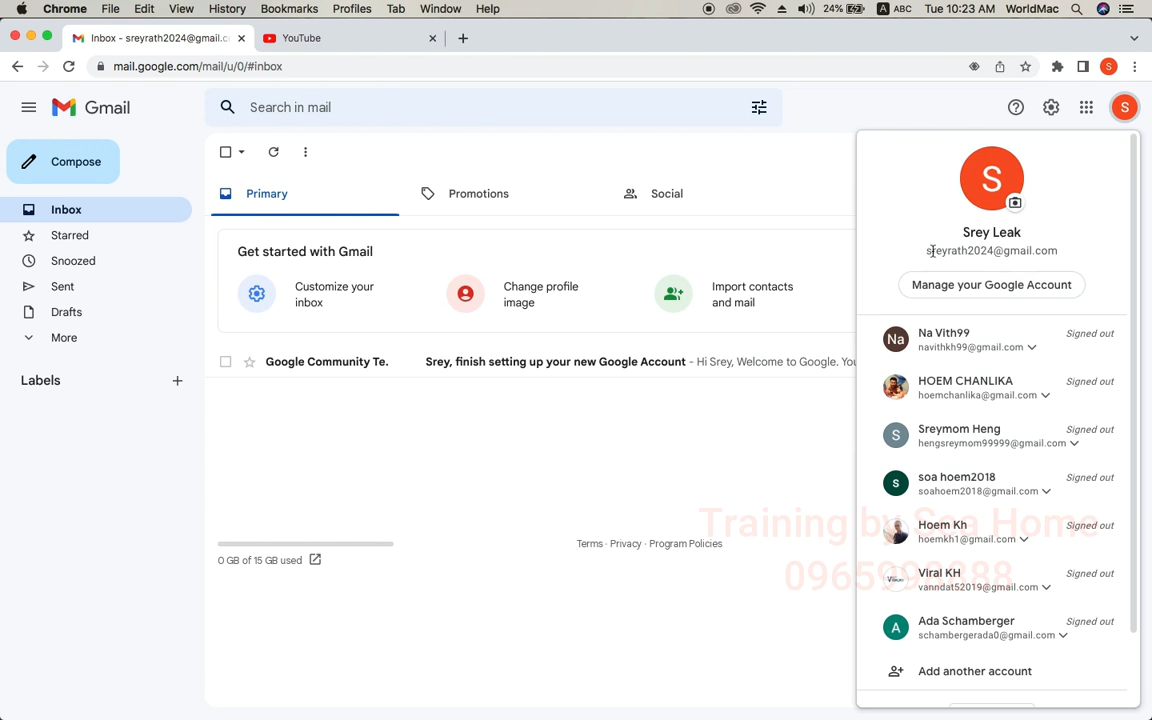 Chrome File Edit View History Bookmarks Profiles Tab Window Help 24% A ABC Tue 10:23 AM WorldMac
Inbox - sreyrath2024@gmail.co
YouTube
mail.google.com/mail/u/0/#inbox
S
Gmail
Search in mail
S
Compose
Inbox
Starred
Snoozed
Sent
Drafts
More
Labels
Primary
Promotions
Social
Get started with Gmail
Customize your
inbox
Change profile
image
Import contacts
and mail
Google Community Te. Srey, finish setting up your new Google Account - Hi Srey, Welcome to Google. You
0 GB of 15 GB used
Terms · Privacy · Program Policies
S
Srey Leak
sreyrath2024@gmail.com
Manage your Google Account
Na
Na Vith99 Signed out
navithkh99@gmail.com
HOEM CHANLIKA Signed out
hoemchanlika@gmail.com
S
Sreymom Heng Signed out
hengsreymom99999@gmail.com
s
soa hoem2018 Signed out
soahoem2018@gmail.com
Hoem Kh Signed out
hoemkh1@gmail.com
Viral KH Signed out
vanndat52019@gmail.com
A
Ada Schamberger Signed out
schambergerada0@gmail.com
Add another account
Training by Soa Home